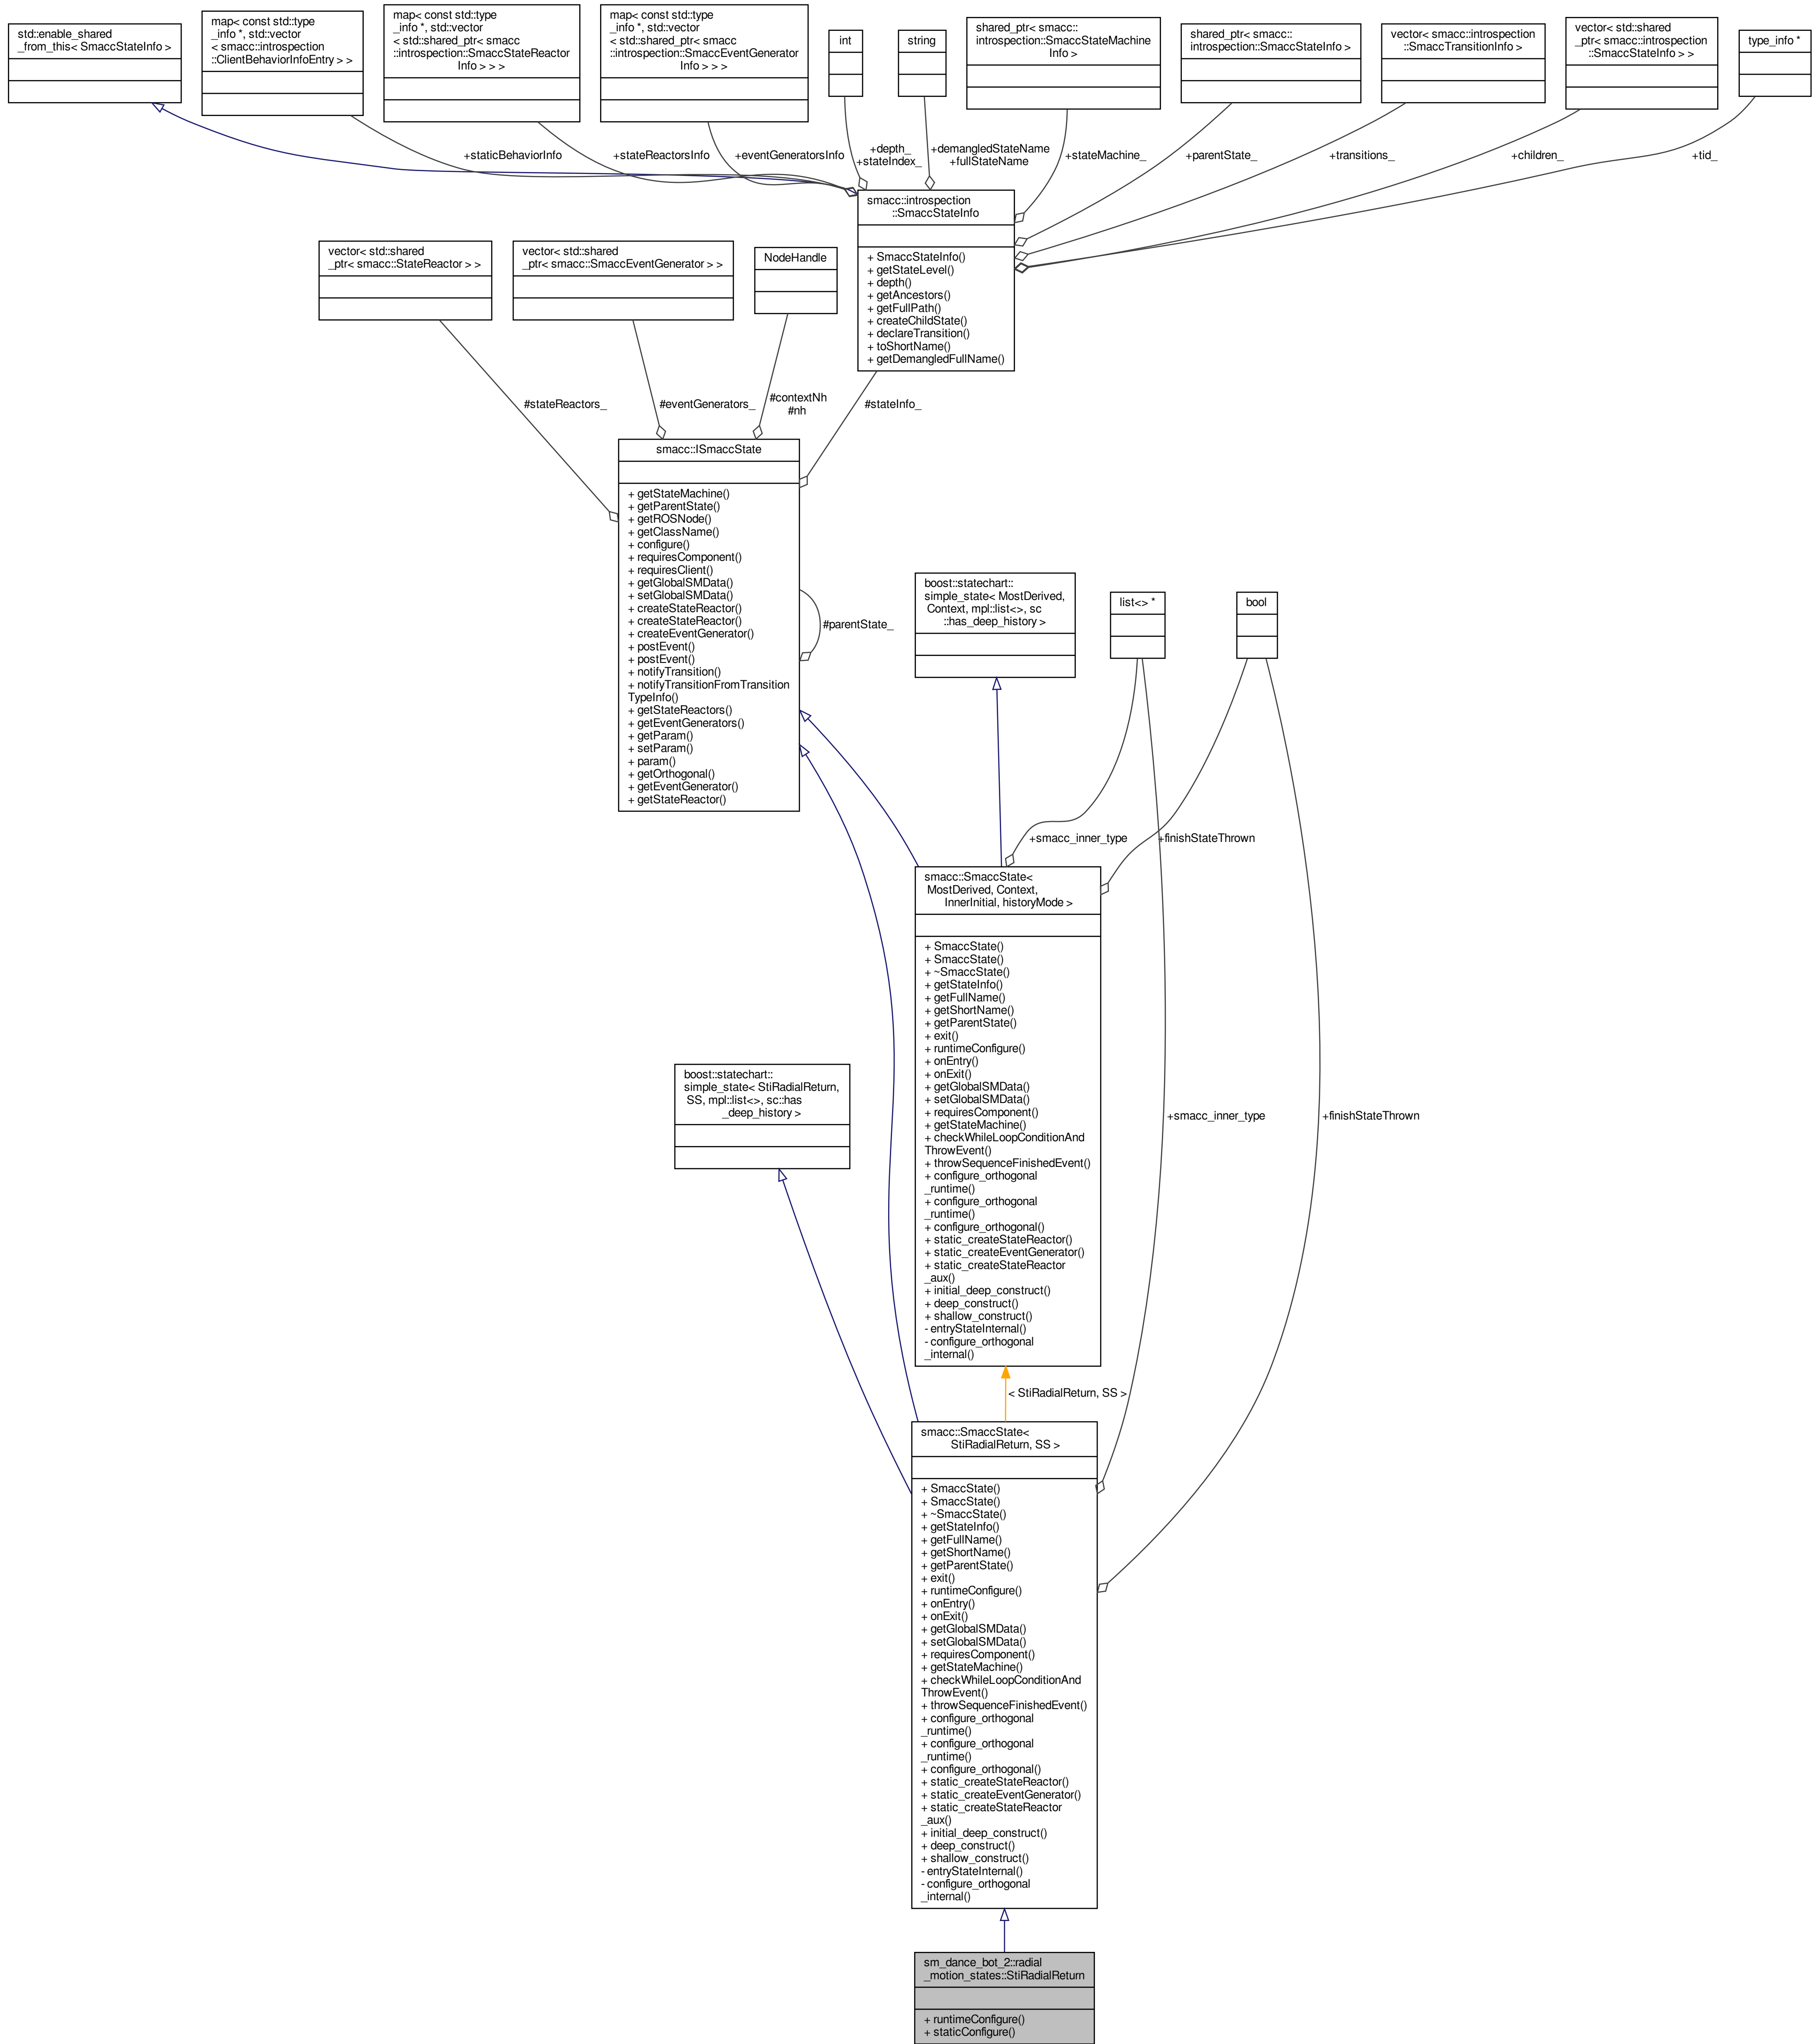 std::enable_shared
_from_this< SmaccStateInfo >
map< const std::type
_info *, std::vector
< smacc::introspection
::ClientBehaviorInfoEntry > >
map< const std::type
_info *, std::vector
< std::shared_ptr< smacc
::introspection::SmaccStateReactor
Info > > >
map< const std::type
_info *, std::vector
< std::shared_ptr< smacc
::introspection::SmaccEventGenerator
Info > > >
int
string
shared_ptr< smacc::
introspection::SmaccStateMachine
Info >
shared_ptr< smacc::
introspection::SmaccStateInfo >
vector< smacc::introspection
::SmaccTransitionInfo >
vector< std::shared
_ptr< smacc::introspection
::SmaccStateInfo > >
type_info *
+staticBehaviorInfo
+stateReactorsInfo
+eventGeneratorsInfo
+depth_
+stateIndex_
+demangledStateName
+fullStateName
+stateMachine_
+parentState_
+transitions_
+children_
+tid_
smacc::introspection
::SmaccStateInfo
+ SmaccStateInfo()
+ getStateLevel()
+ depth()
+ getAncestors()
+ getFullPath()
+ createChildState()
+ declareTransition()
+ toShortName()
+ getDemangledFullName()
vector< std::shared
_ptr< smacc::StateReactor > >
vector< std::shared
_ptr< smacc::SmaccEventGenerator > >
NodeHandle
#stateReactors_
#eventGenerators_
#contextNh
#nh
#stateInfo_
smacc::ISmaccState
+ getStateMachine()
+ getParentState()
+ getROSNode()
+ getClassName()
+ configure()
+ requiresComponent()
+ requiresClient()
+ getGlobalSMData()
+ setGlobalSMData()
+ createStateReactor()
+ createStateReactor()
+ createEventGenerator()
+ postEvent()
+ postEvent()
+ notifyTransition()
+ notifyTransitionFromTransition
TypeInfo()
+ getStateReactors()
+ getEventGenerators()
+ getParam()
+ setParam()
+ param()
+ getOrthogonal()
+ getEventGenerator()
+ getStateReactor()
#parentState_
boost::statechart::
simple_state< MostDerived,
Context, mpl::list<>, sc
::has_deep_history >
list<> *
bool
+smacc_inner_type
+finishStateThrown
smacc::SmaccState<
MostDerived, Context,
InnerInitial, historyMode >
+ SmaccState()
+ SmaccState()
+ ~SmaccState()
+ getStateInfo()
+ getFullName()
+ getShortName()
+ getParentState()
+ exit()
+ runtimeConfigure()
+ onEntry()
+ onExit()
+ getGlobalSMData()
+ setGlobalSMData()
+ requiresComponent()
+ getStateMachine()
+ checkWhileLoopConditionAnd
ThrowEvent()
+ throwSequenceFinishedEvent()
+ configure_orthogonal
_runtime()
+ configure_orthogonal
_runtime()
+ configure_orthogonal()
+ static_createStateReactor()
+ static_createEventGenerator()
+ static_createStateReactor
_aux()
+ initial_deep_construct()
+ deep_construct()
+ shallow_construct()
- entryStateInternal()
- configure_orthogonal
_internal()
boost::statechart::
simple_state< StiRadialReturn,
SS, mpl::list<>, sc::has
_deep_history >
+smacc_inner_type
+finishStateThrown
< StiRadialReturn, SS >
smacc::SmaccState<
StiRadialReturn, SS >
+ SmaccState()
+ SmaccState()
+ ~SmaccState()
+ getStateInfo()
+ getFullName()
+ getShortName()
+ getParentState()
+ exit()
+ runtimeConfigure()
+ onEntry()
+ onExit()
+ getGlobalSMData()
+ setGlobalSMData()
+ requiresComponent()
+ getStateMachine()
+ checkWhileLoopConditionAnd
ThrowEvent()
+ throwSequenceFinishedEvent()
+ configure_orthogonal
_runtime()
+ configure_orthogonal
_runtime()
+ configure_orthogonal()
+ static_createStateReactor()
+ static_createEventGenerator()
+ static_createStateReactor
_aux()
+ initial_deep_construct()
+ deep_construct()
+ shallow_construct()
- entryStateInternal()
- configure_orthogonal
_internal()
sm_dance_bot_2::radial
_motion_states::StiRadialReturn
+ runtimeConfigure()
+ staticConfigure()